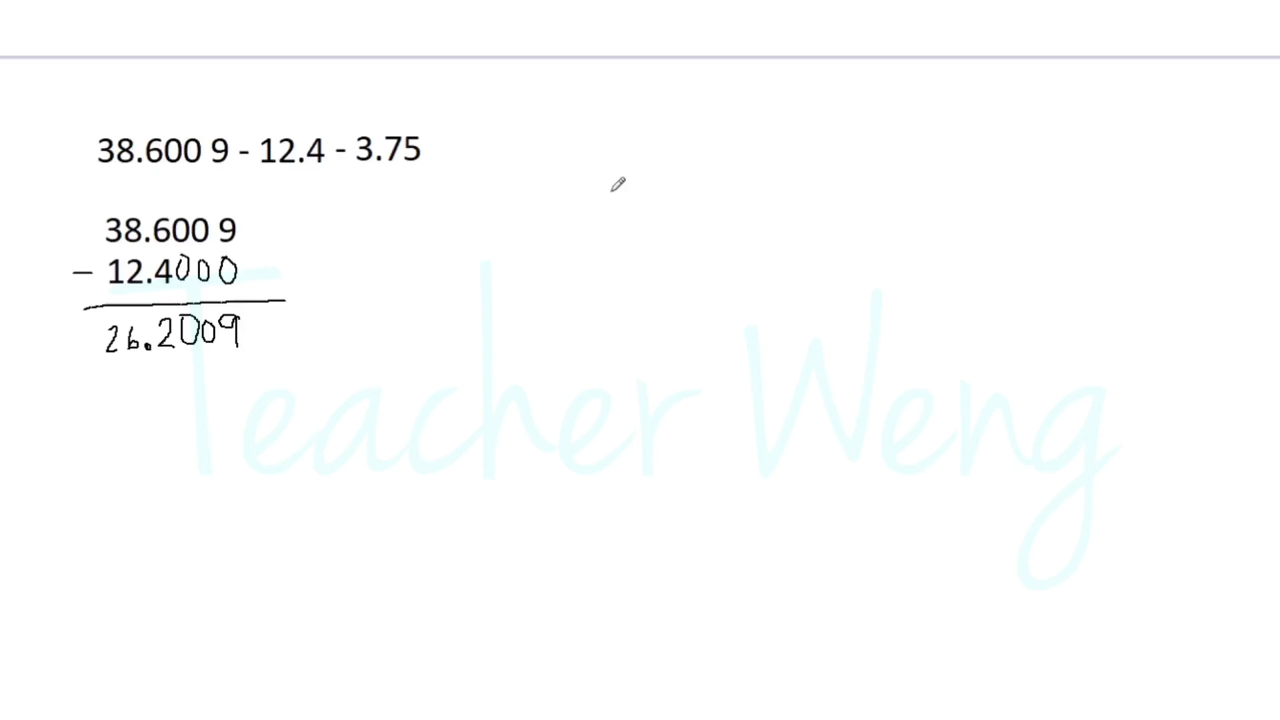 38.600 9 - 12.4 - 3.75
38.600 9
- 12.4000
26.2009
Teacher Weng